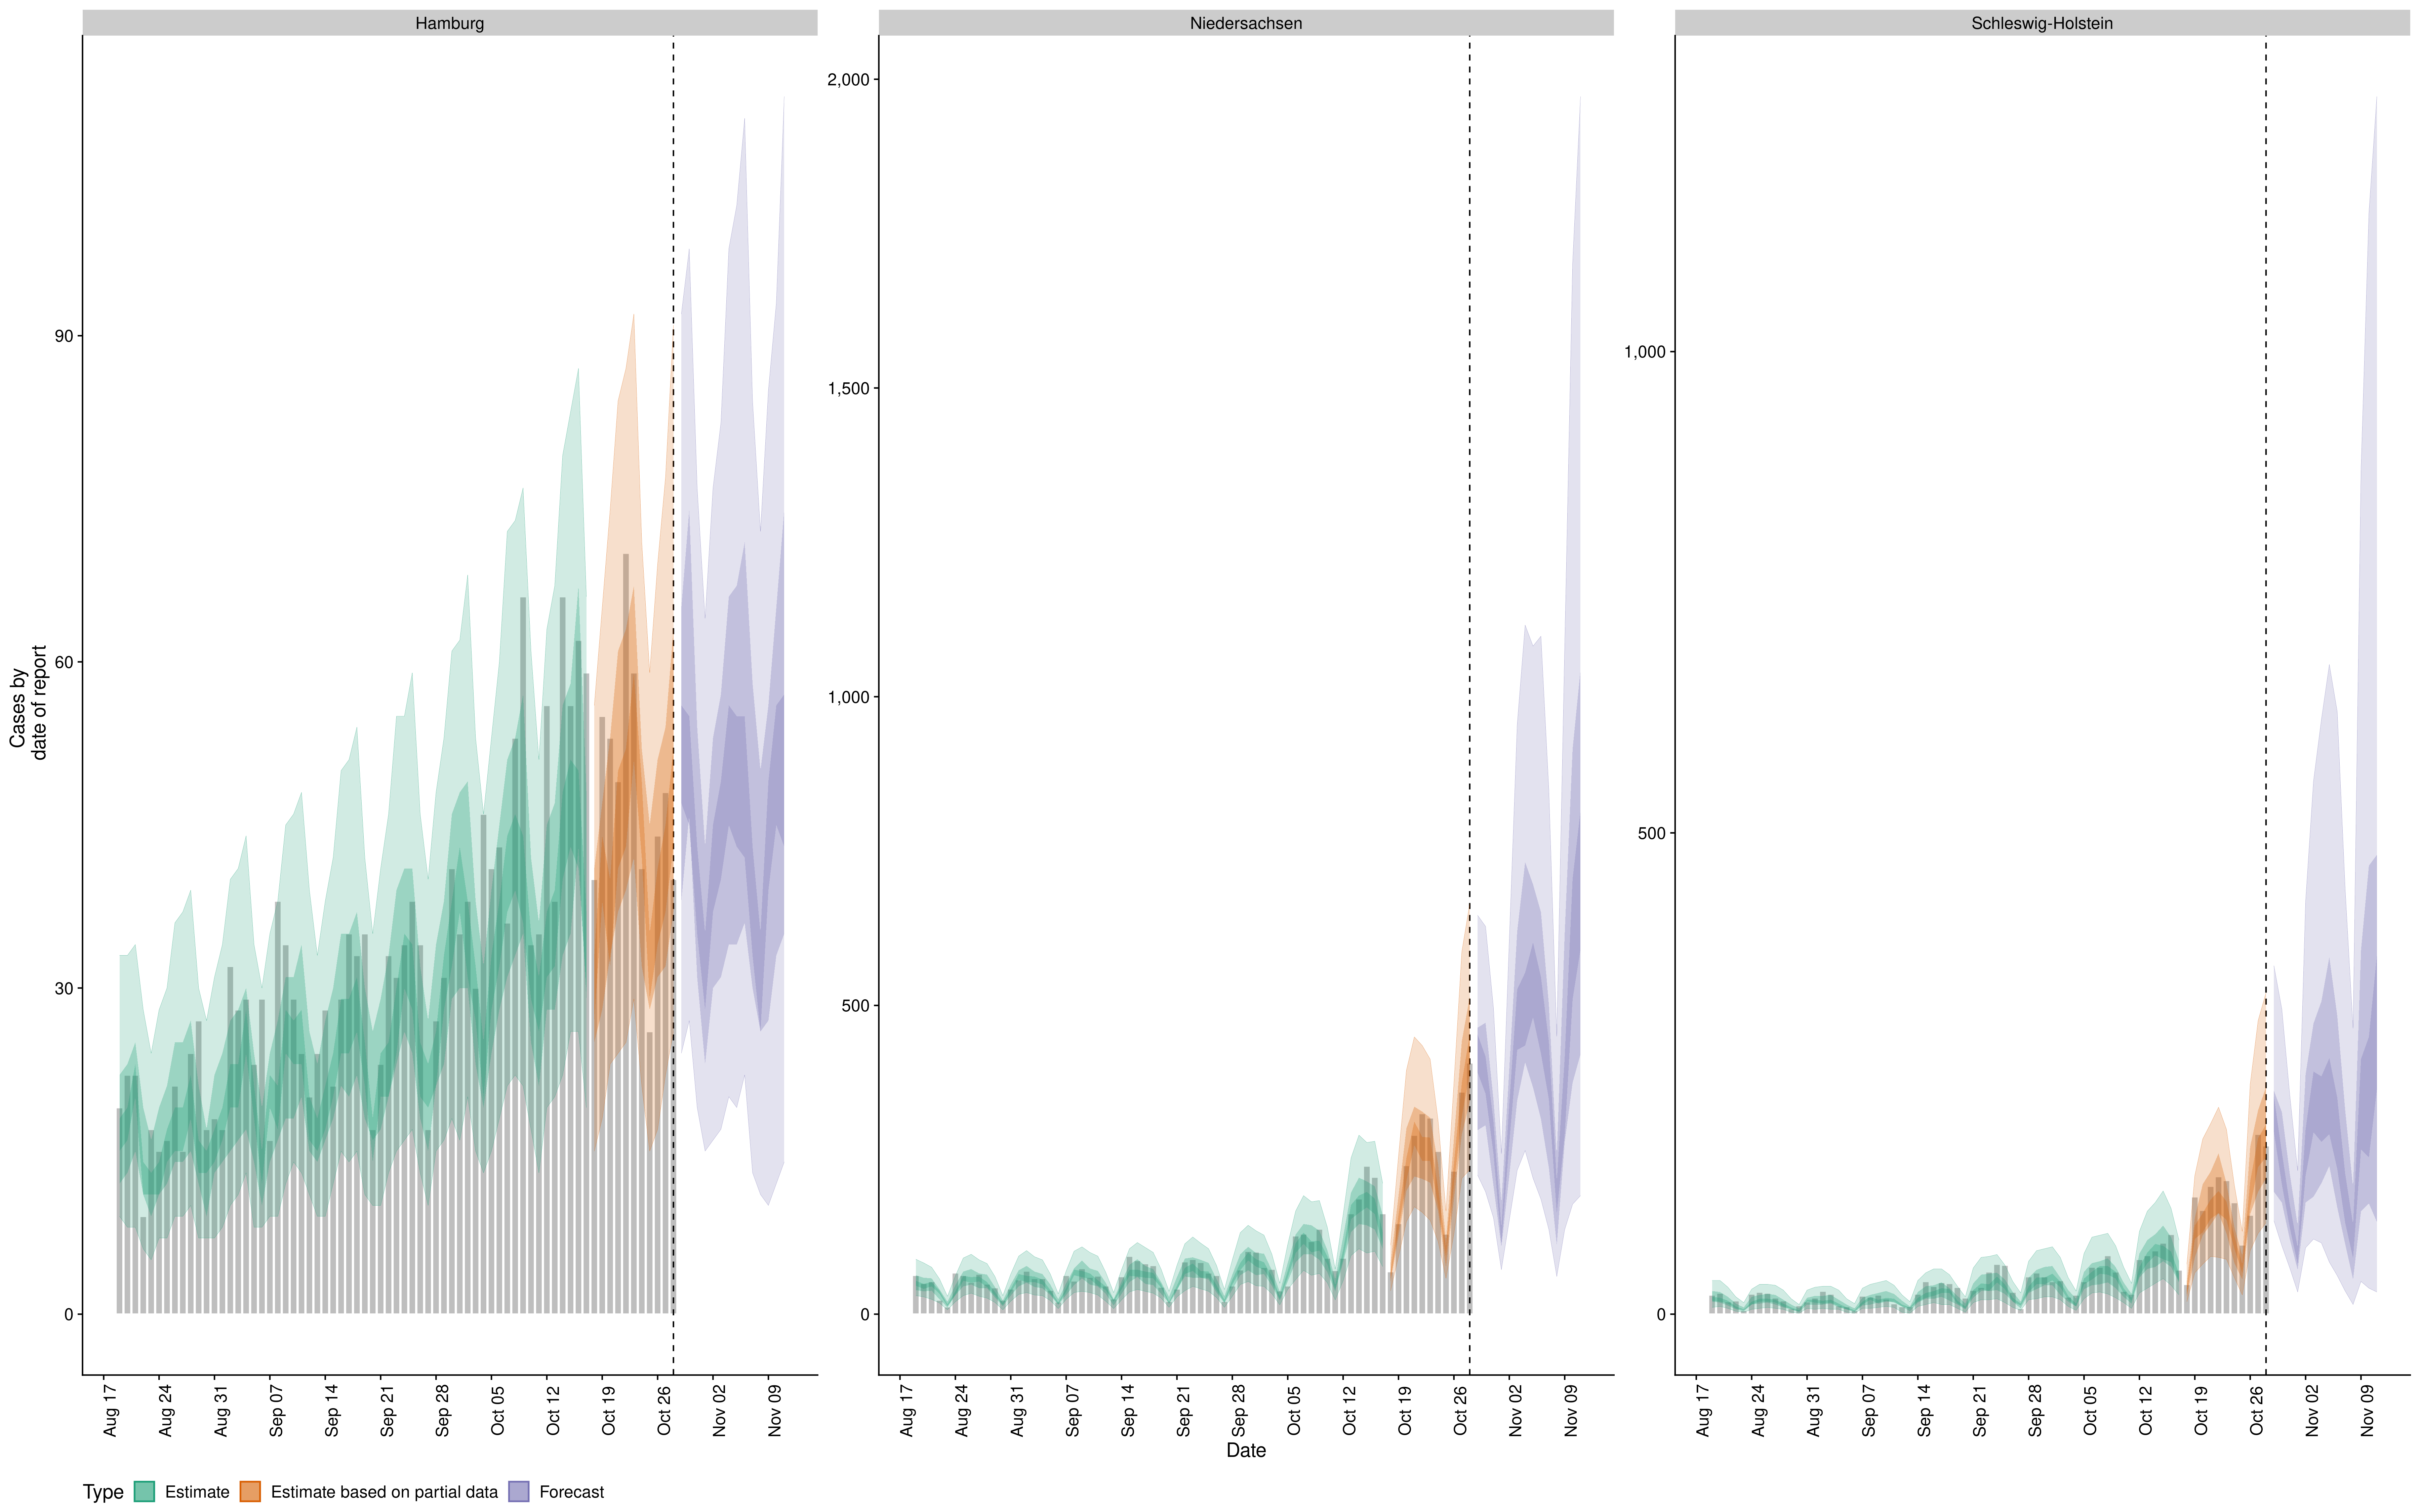 Hamburg
Niedersachsen
Schleswig-Holstein
Cases by
date of report
90
60
30
0
2,000
1,500
1,000
500
0
1,000
500
0
Aug 17
Aug 24
Aug 31
Sep 07
Sep 14
Sep 21
Sep 28
Oct 05
Oct 12
Oct 19
Oct 26
Nov 02
Nov 09
Aug 17
Aug 24
Aug 31
Sep 07
Sep 14
Sep 21
Sep 28
Oct 05
Oct 12
Oct 19
Oct 26
Nov 02
Nov 09
Aug 17
Aug 24
Aug 31
Sep 07
Sep 14
Sep 21
Sep 28
Oct 05
Oct 12
Oct 19
Oct 26
Nov 02
Nov 09
Date
Type Estimate Estimate based on partial data Forecast